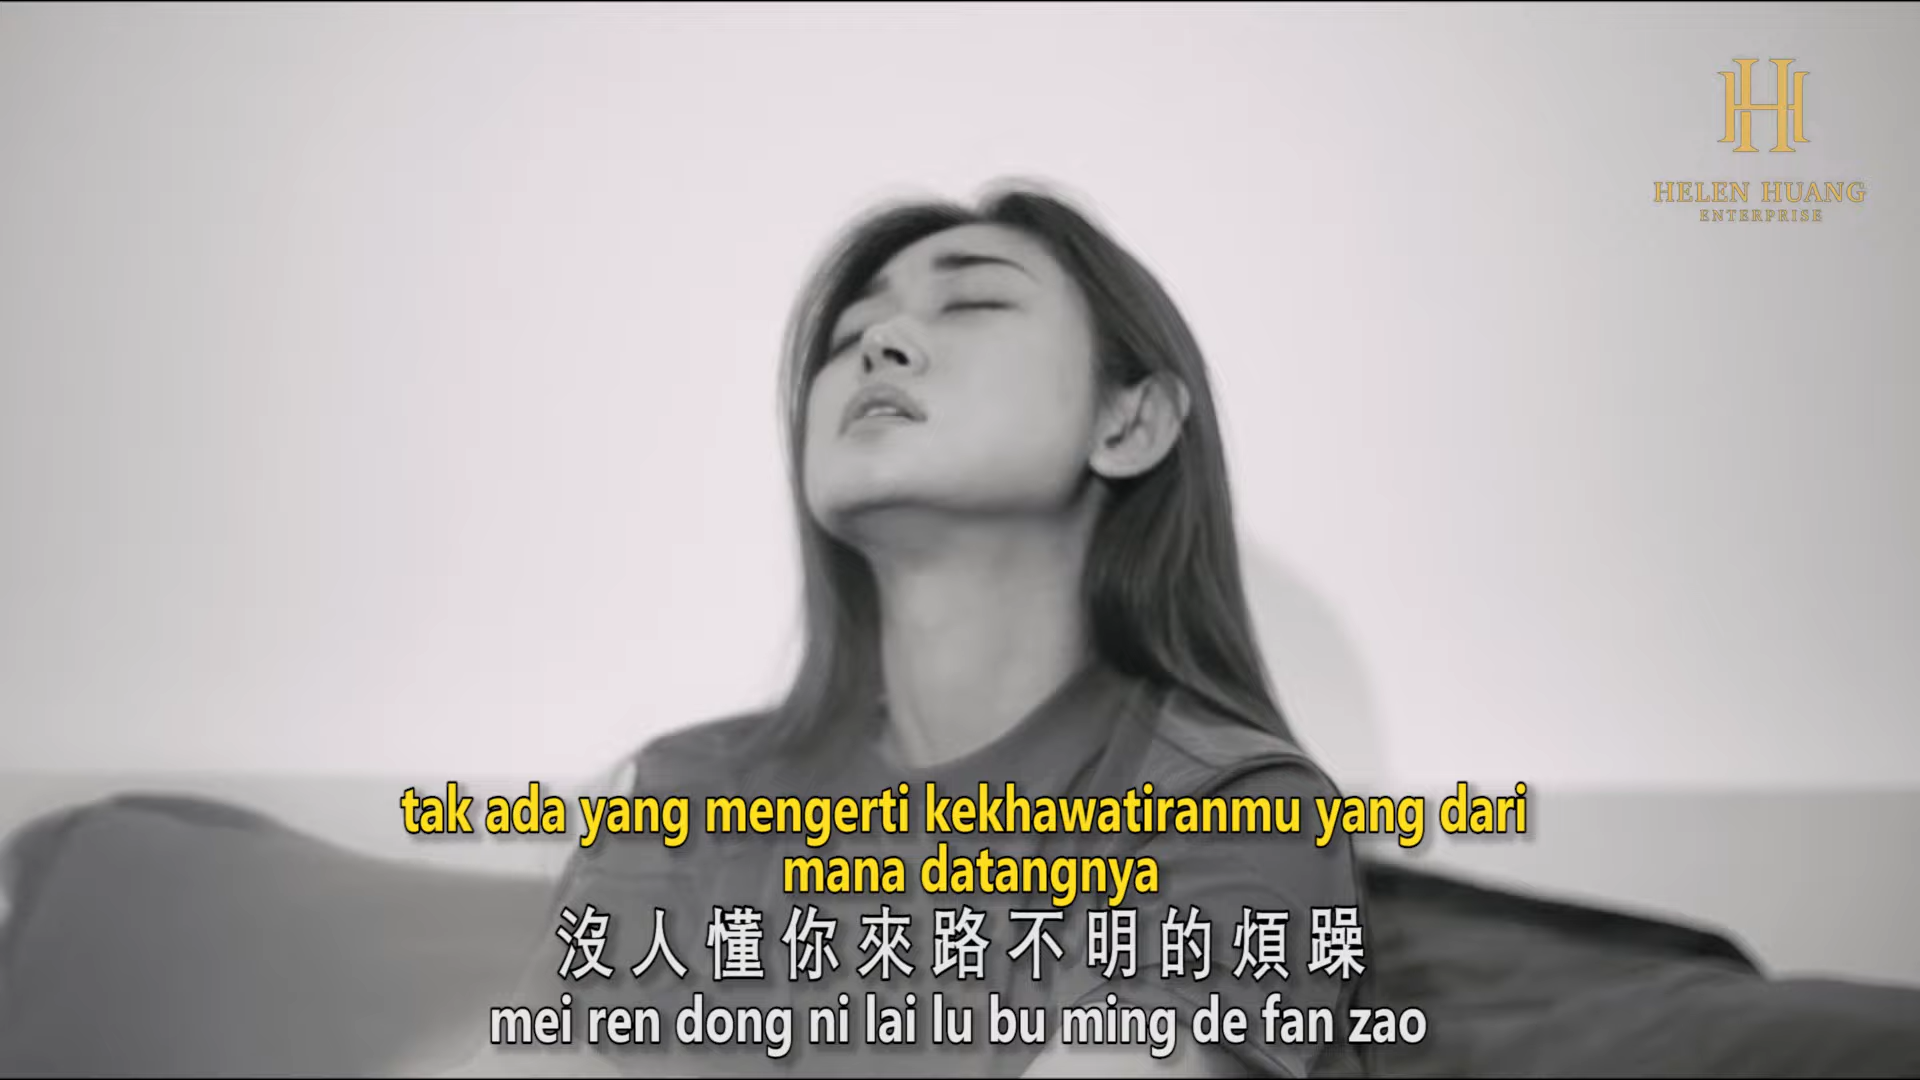 HH
HELEN HUANG
ENTERPRISE
tak ada yang mengerti kekhawatiranmu yang dari
mana datangnya
沒人懂你來路不明的煩躁
mei ren dong ni lai lu bu ming de fan zao